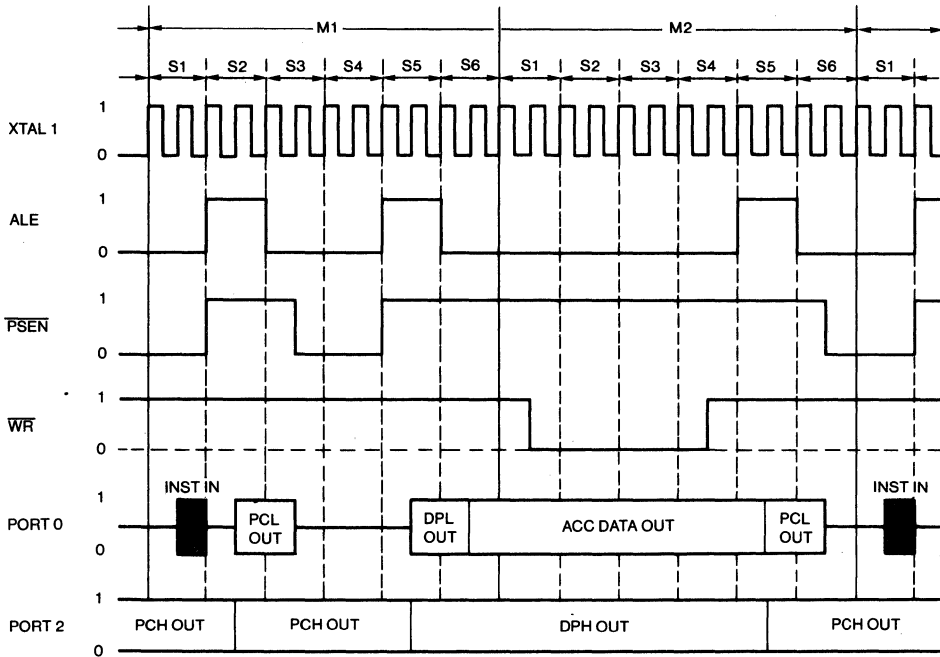 M1 M2
S1 S2 S3 S4 S5 S6 S1 S2 S3 S4 S5 S6 S1
1
XTAL 1
0
1
ALE
0
1
PSEN
0
1
WR
0
INST IN INST IN
1
PORT 0 PCL OUT DPL OUT ACC DATA OUT PCL OUT
0
1
PORT 2 PCH OUT PCH OUT DPH OUT PCH OUT
0